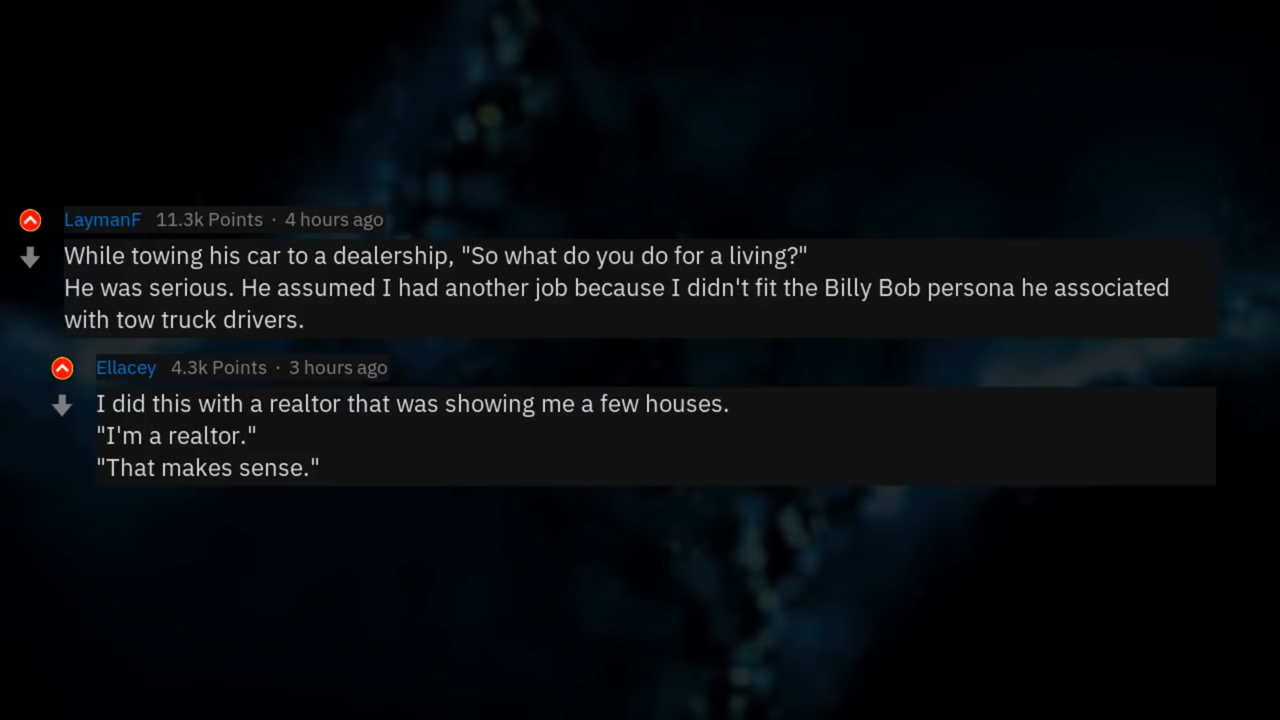 LaymanF 11.3k Points · 4 hours ago
While towing his car to a dealership, "So what do you do for a living?"
He was serious. He assumed I had another job because I didn't fit the Billy Bob persona he associated
with tow truck drivers.
Ellacey 4.3k Points · 3 hours ago
I did this with a realtor that was showing me a few houses.
"I'm a realtor."
"That makes sense."